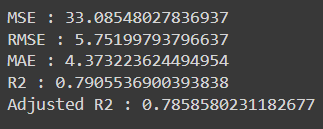 MSE : 33.08548027836937
RMSE : 5.75199793796637
MAE : 4.373223624494954
R2 : 0.7905536900393838
Adjusted R2 : 0.7858580231182677